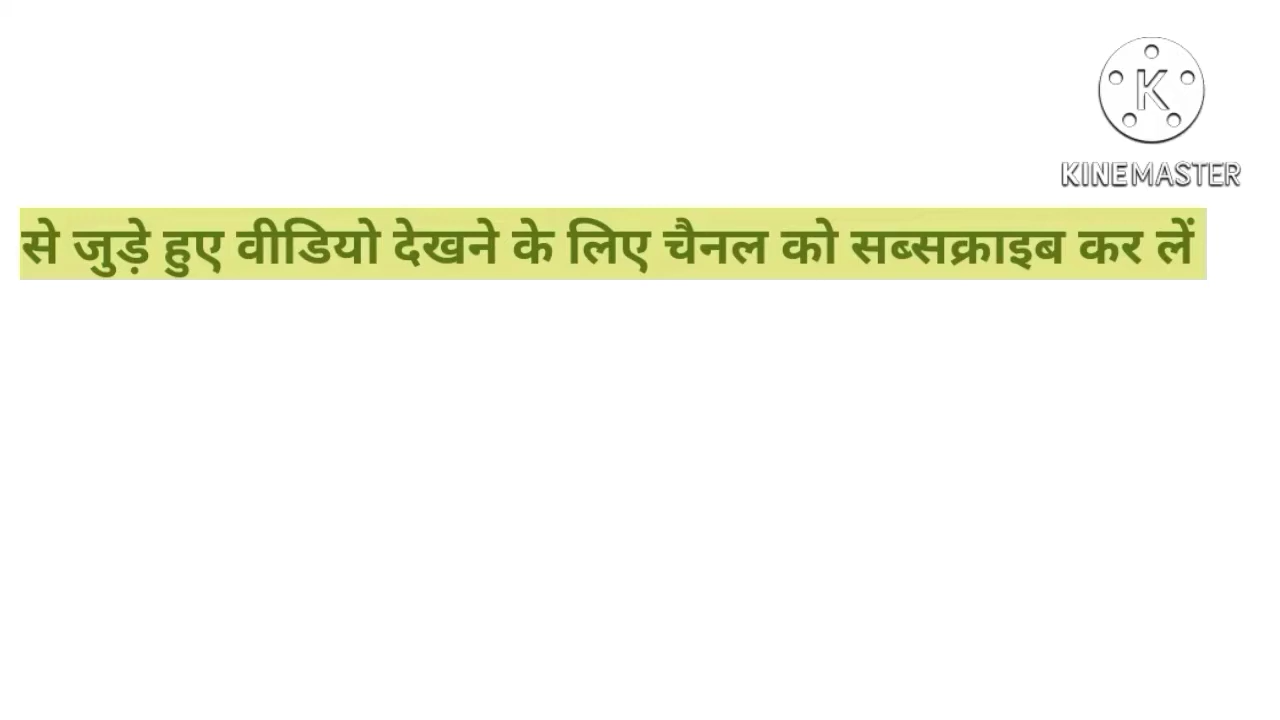 K
KINEMASTER
से जुड़े हुए वीडियो देखने के लिए चैनल को सब्सक्राइब कर लें